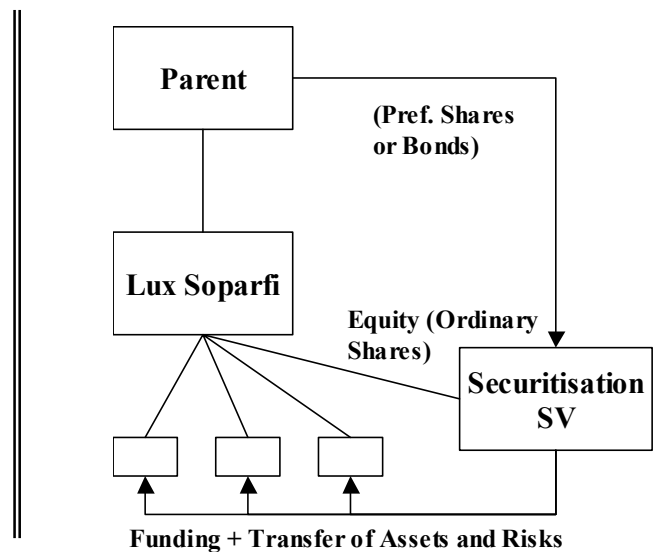 Parent
(Pref. Shares
or Bonds)
Lux Soparfi
Equity (Ordinary
Shares)
Securitisation
SV
Funding + Transfer of Assets and Risks